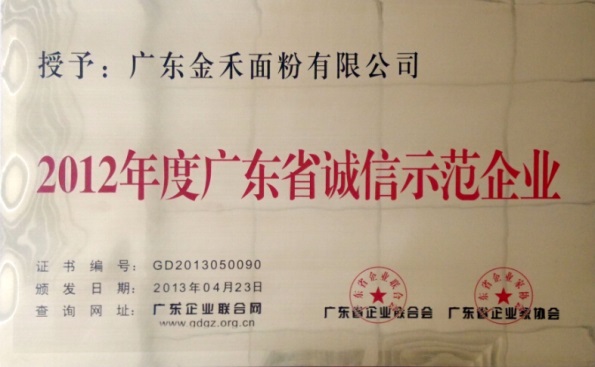 授予：广东金禾面粉有限公司
2012年度广东省诚信示范企业
证书编号：GD2013050090
颁发日期：2013年04月23日
查询网址：广东企业联合网
www.gdqz.org.cn
广东省企业联合会
广东省企业家协会